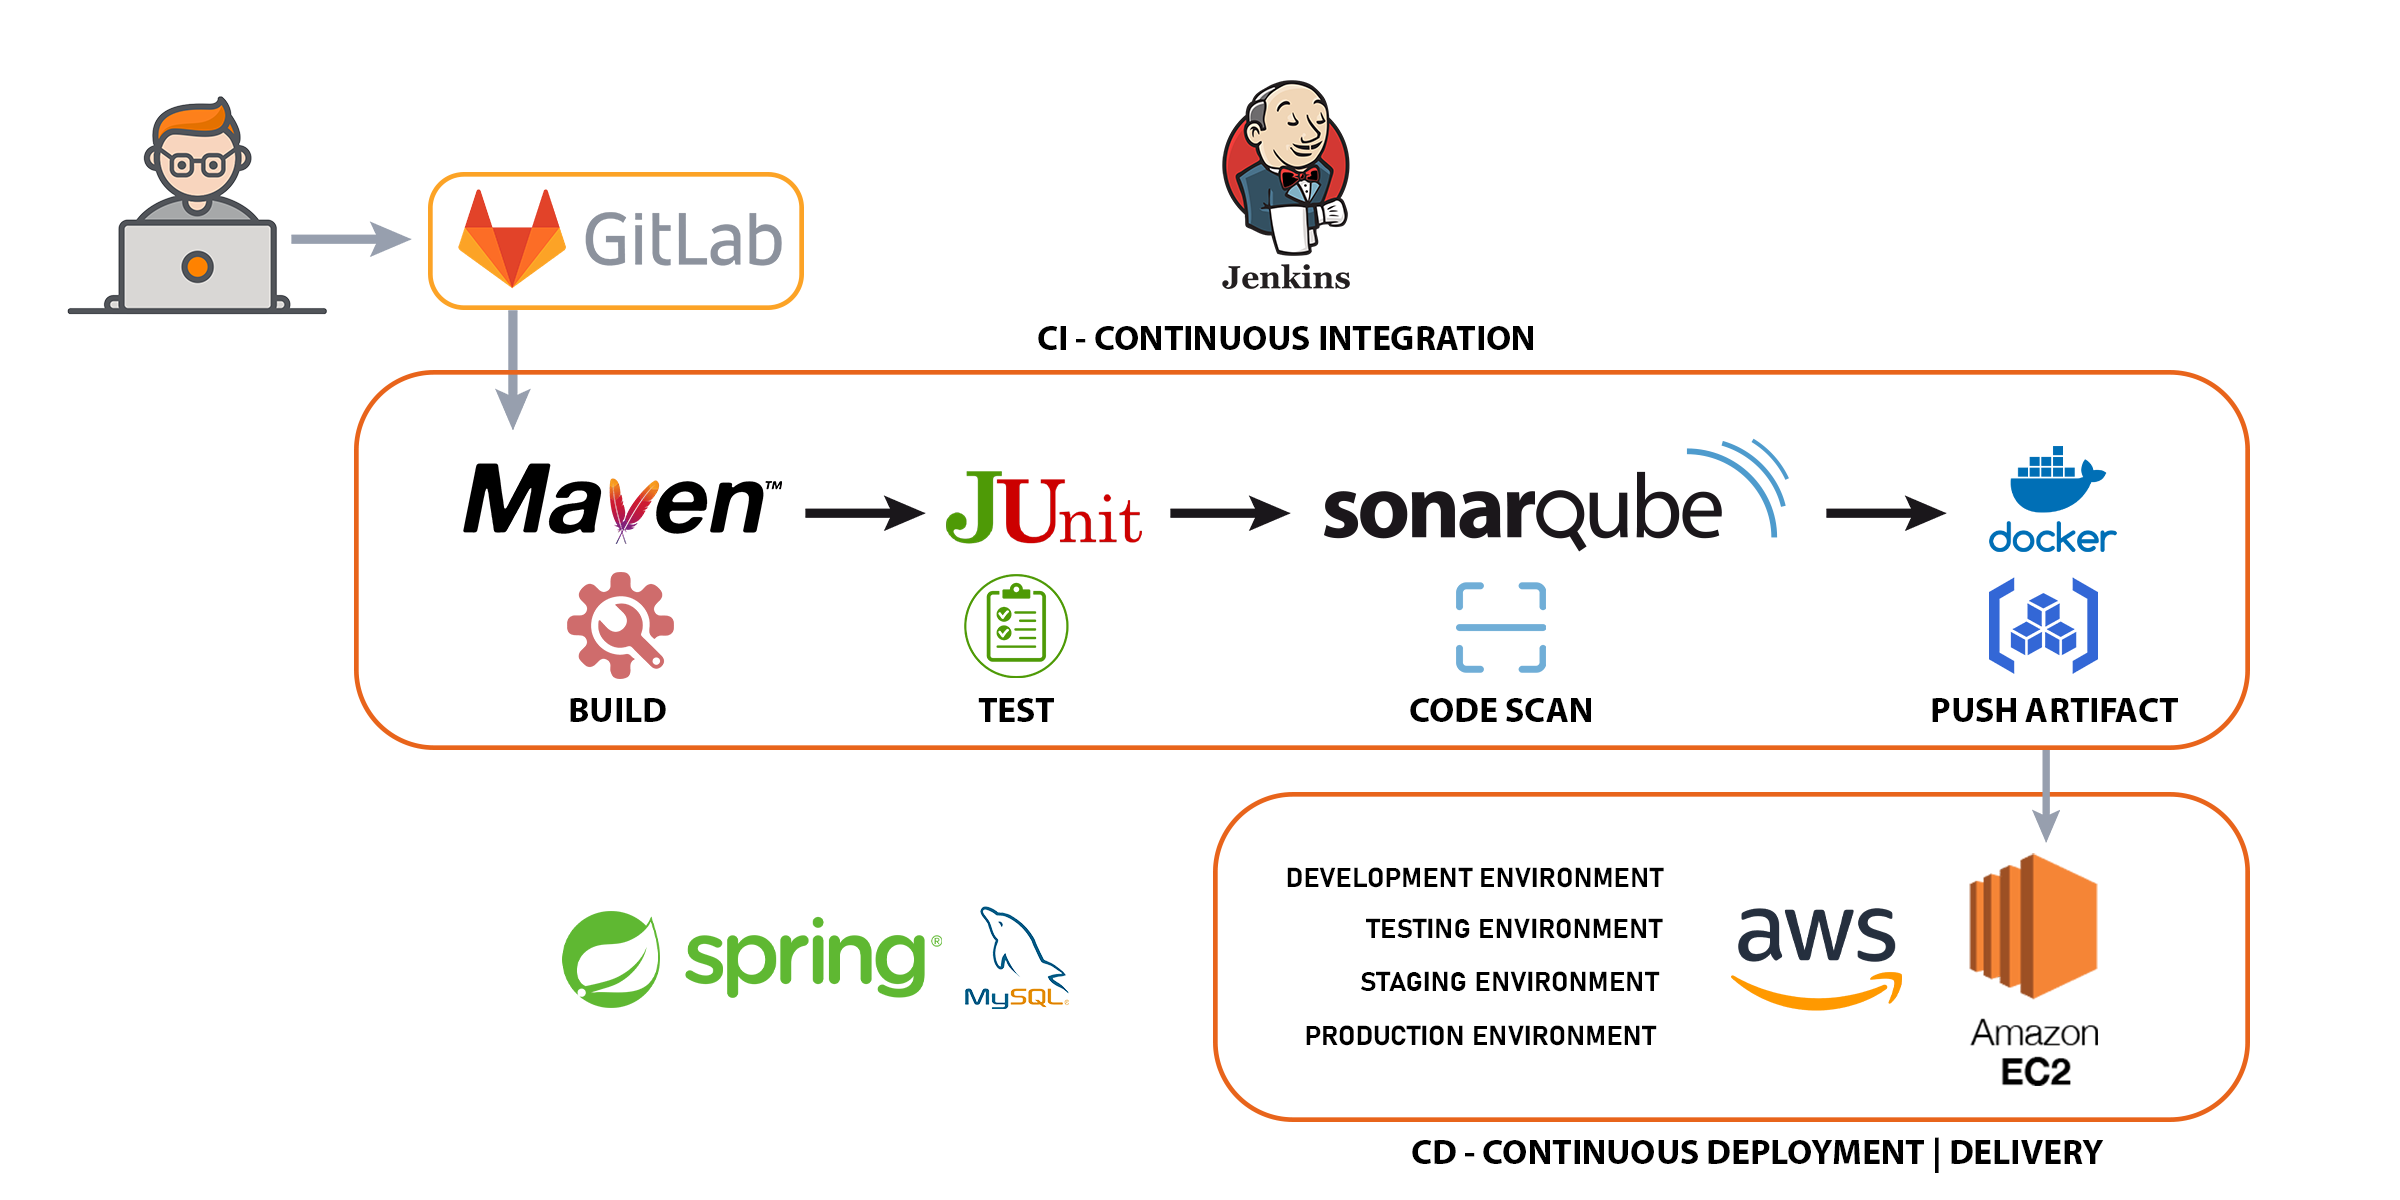 GitLab
Jenkins
CI - CONTINUOUS INTEGRATION
Maven™
JUnit
sonarqube
docker
BUILD
TEST
CODE SCAN
PUSH ARTIFACT
spring®
MySQL®
DEVELOPMENT ENVIRONMENT
TESTING ENVIRONMENT
STAGING ENVIRONMENT
PRODUCTION ENVIRONMENT
aws
Amazon
EC2
CD - CONTINUOUS DEPLOYMENT | DELIVERY